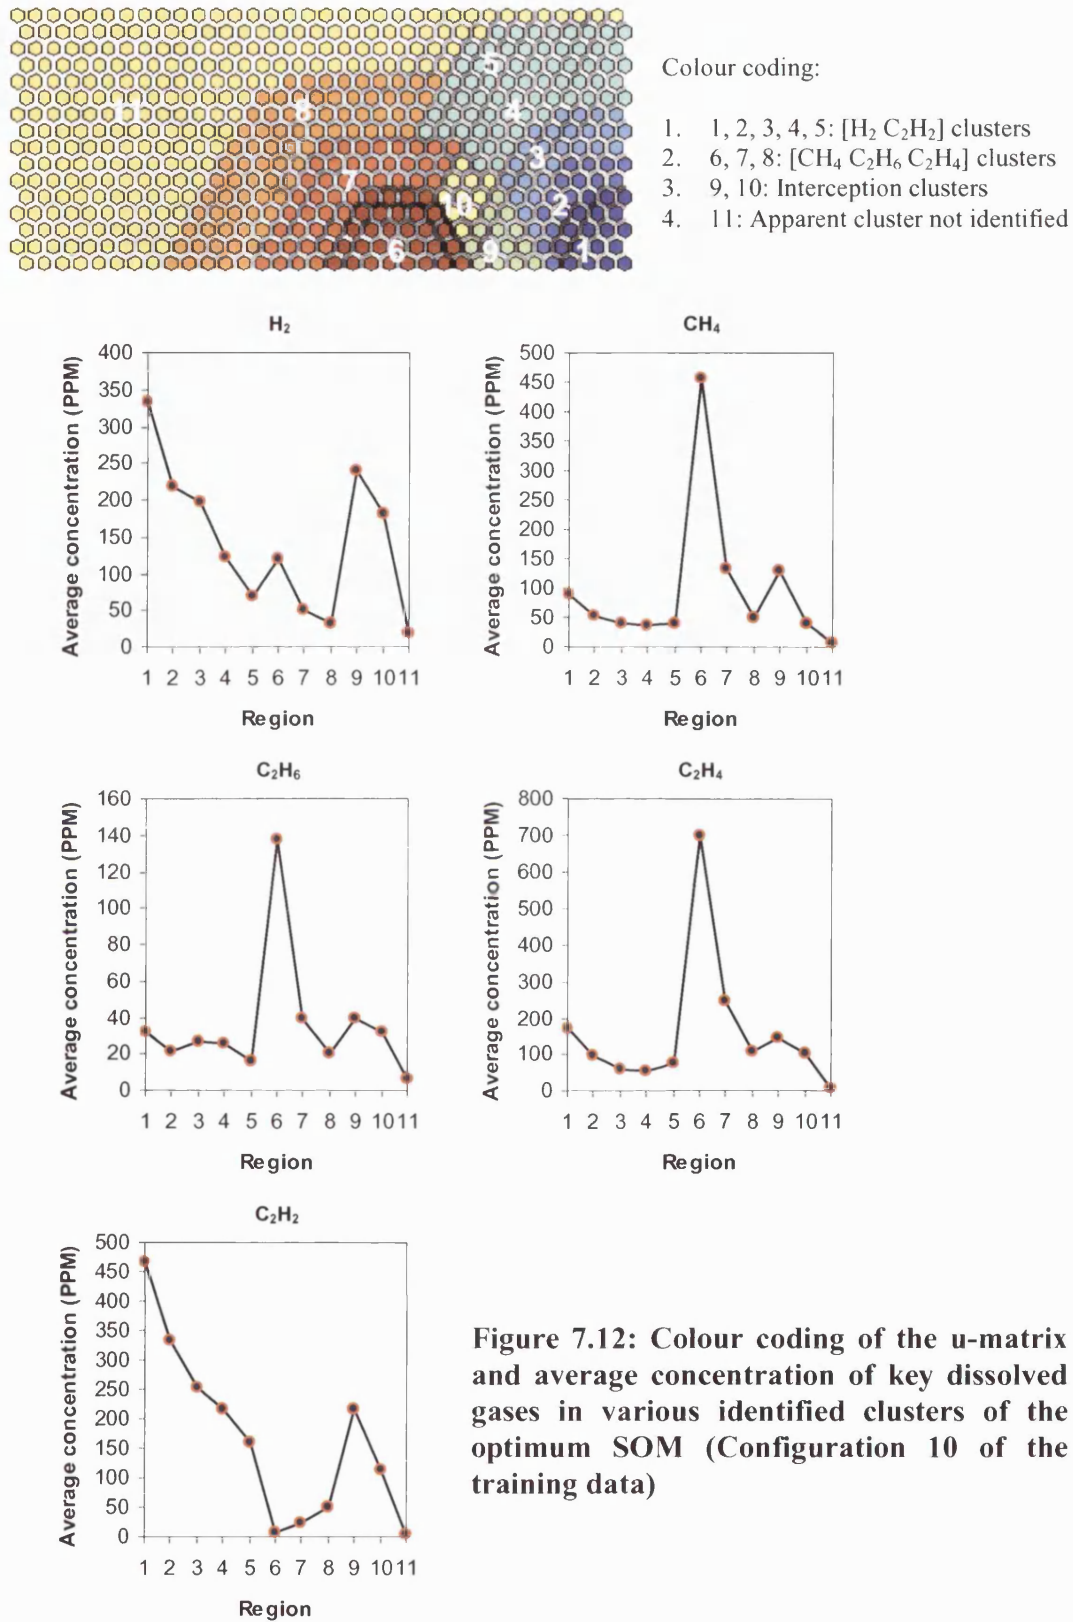 Colour coding:
1. 1, 2, 3, 4, 5: [H₂ C₂H₂] clusters
2. 6, 7, 8: [CH₄ C₂H₆ C₂H₄] clusters
3. 9, 10: Interception clusters
4. 11: Apparent cluster not identified
5
11
8
4
3
7
10
2
6
9
1
H₂
Average concentration (PPM)
400
350
300
250
200
150
100
50
0
1 2 3 4 5 6 7 8 9 10 11
Region
CH₄
Average concentration (PPM)
500
450
400
350
300
250
200
150
100
50
0
1 2 3 4 5 6 7 8 9 10 11
Region
C₂H₆
Average concentration (PPM)
160
140
120
100
80
60
40
20
0
1 2 3 4 5 6 7 8 9 10 11
Region
C₂H₄
Average concentration (PPM)
800
700
600
500
400
300
200
100
0
1 2 3 4 5 6 7 8 9 10 11
Region
C₂H₂
Average concentration (PPM)
500
450
400
350
300
250
200
150
100
50
0
1 2 3 4 5 6 7 8 9 10 11
Region
Figure 7.12: Colour coding of the u-matrix
and average concentration of key dissolved
gases in various identified clusters of the
optimum SOM (Configuration 10 of the
training data)